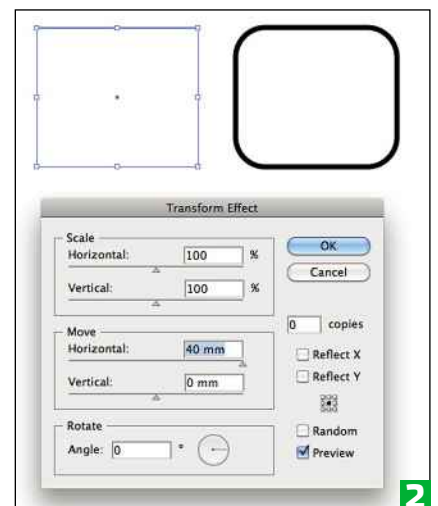 Transform Effect
Scale
Horizontal: 100 %
Vertical: 100 %
Move
Horizontal: 40 mm
Vertical: 0 mm
Rotate
Angle: 0 °
OK
Cancel
0 copies
Reflect X
Reflect Y
Random
Preview
2